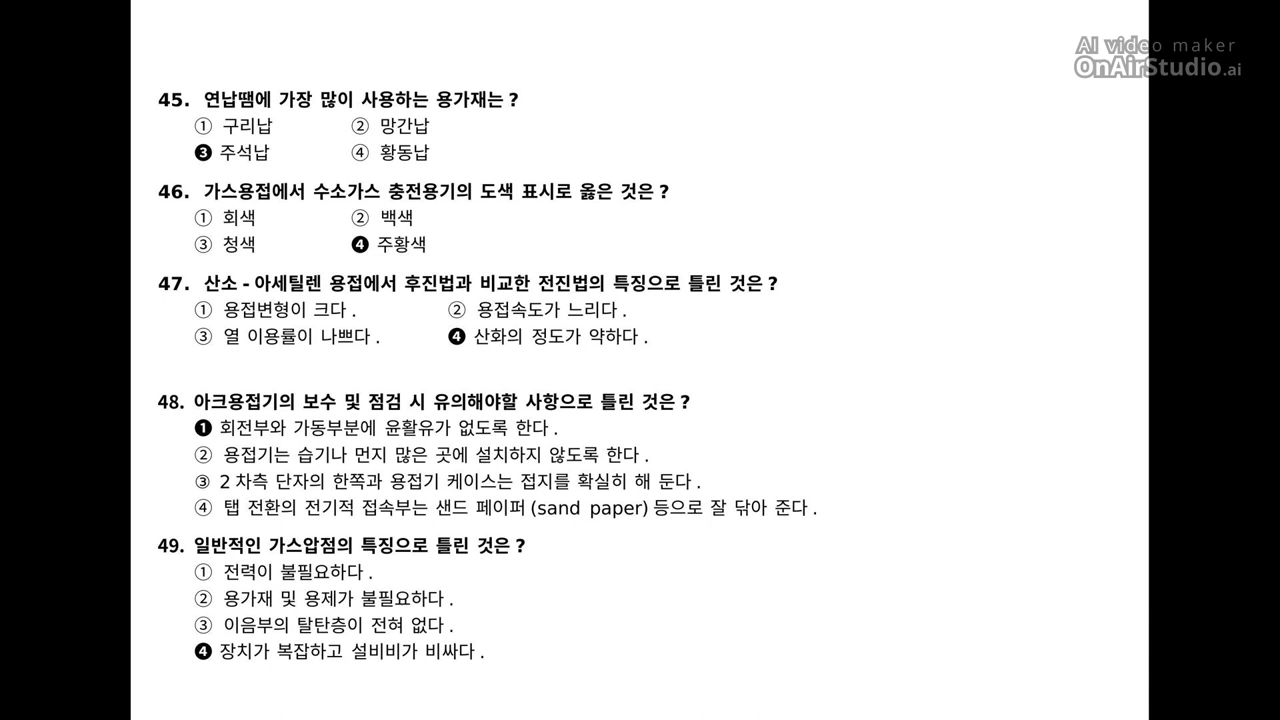 AI video maker
OnAirStudio.ai
45. 연납땜에 가장 많이 사용하는 용가재는?
① 구리납 ② 망간납
❸ 주석납 ④ 황동납
46. 가스용접에서 수소가스 충전용기의 도색 표시로 옳은 것은?
① 회색 ② 백색
③ 청색 ❹ 주황색
47. 산소-아세틸렌 용접에서 후진법과 비교한 전진법의 특징으로 틀린 것은?
① 용접변형이 크다. ② 용접속도가 느리다.
③ 열 이용률이 나쁘다. ❹ 산화의 정도가 약하다.
48. 아크용접기의 보수 및 점검 시 유의해야할 사항으로 틀린 것은?
❶ 회전부와 가동부분에 윤활유가 없도록 한다.
② 용접기는 습기나 먼지 많은 곳에 설치하지 않도록 한다.
③ 2차측 단자의 한쪽과 용접기 케이스는 접지를 확실히 해 둔다.
④ 탭 전환의 전기적 접속부는 샌드 페이퍼(sand paper)등으로 잘 닦아 준다.
49. 일반적인 가스압점의 특징으로 틀린 것은?
① 전력이 불필요하다.
② 용가재 및 용제가 불필요하다.
③ 이음부의 탈탄층이 전혀 없다.
❹ 장치가 복잡하고 설비비가 비싸다.